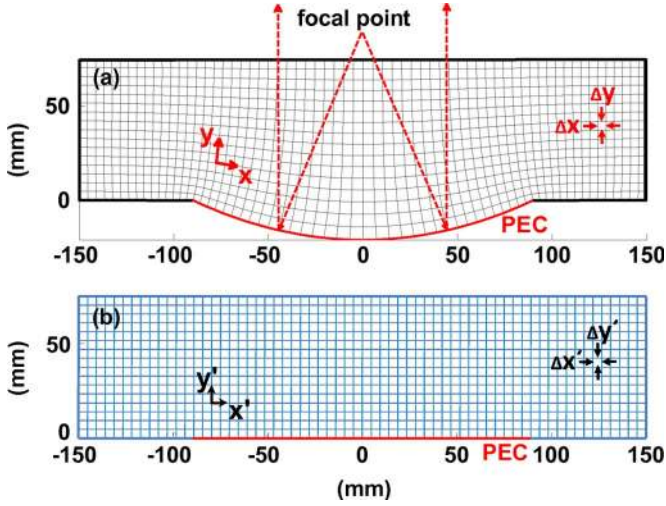 focal point
(a)
Δy
Δx
50
y
x
(mm)
0
PEC
-150 -100 -50 0 50 100 150
(b)
Δy′
Δx′
50
y'
x'
(mm)
0
PEC
-150 -100 -50 0 50 100 150
(mm)